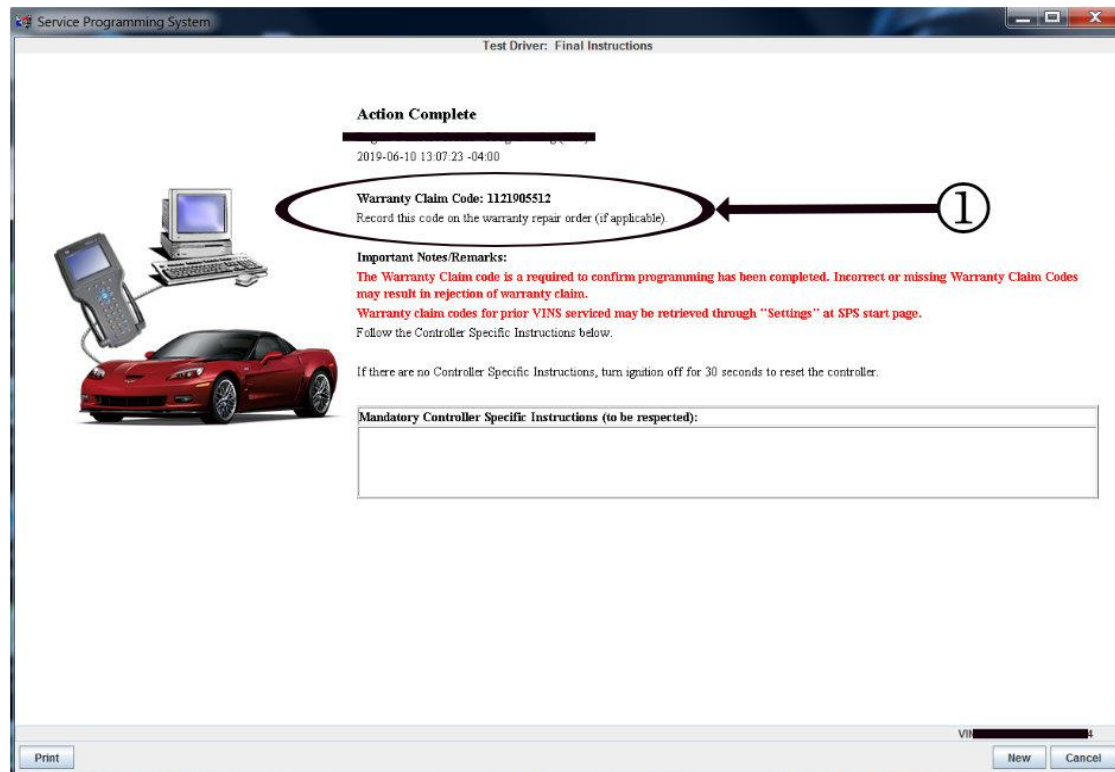 Service Programming System
Test Driver: Final Instructions
Action Complete
2019-06-10 13:07:23 -04:00
Warranty Claim Code: 1121905512
Record this code on the warranty repair order (if applicable).
1
Important Notes/Remarks:
The Warranty Claim code is a required to confirm programming has been completed. Incorrect or missing Warranty Claim Codes
may result in rejection of warranty claim.
Warranty claim codes for prior VINS serviced may be retrieved through "Settings" at SPS start page.
Follow the Controller Specific Instructions below.
If there are no Controller Specific Instructions, turn ignition off for 30 seconds to reset the controller.
Mandatory Controller Specific Instructions (to be respected):
VIN 4
Print
New
Cancel